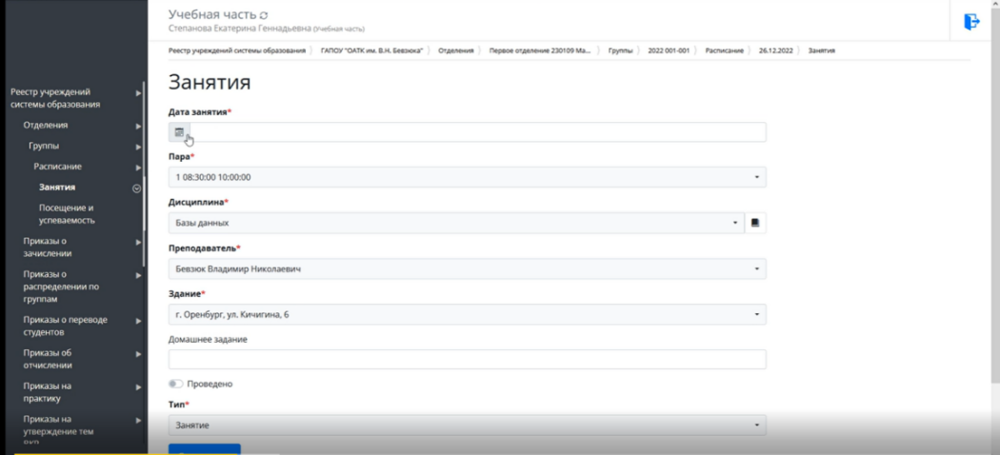 Учебная часть
Степанова Екатерина Геннадьевна (Учебная часть)
Реестр учреждений системы образования
ГАПОУ "ОАТК им. В.Н. Бевзюка"
Отделения
Первое отделение 230109 Ма...
Группы
2022 001-001
Расписание
26.12.2022
Занятия
Реестр учреждений
системы образования
Отделения
Группы
Расписание
Занятия
Посещение и
успеваемость
Приказы о
зачислении
Приказы о
распределении по
группам
Приказы о переводе
студентов
Приказы об
отчислении
Приказы на
практику
Приказы на
утверждение тем
ВКР
Занятия
Дата занятия*
Пара*
1 08:30:00 10:00:00
Дисциплина*
Базы данных
Преподаватель*
Бевзюк Владимир Николаевич
Здание*
г. Оренбург, ул. Кичигина, 6
Домашнее задание
Проведено
Тип*
Занятие